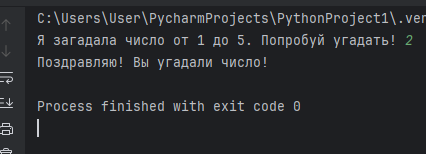 C:\Users\User\PycharmProjects\PythonProject1\.ver
Я загадала число от 1 до 5. Попробуй угадать! 2
Поздравляю! Вы угадали число!
Process finished with exit code 0